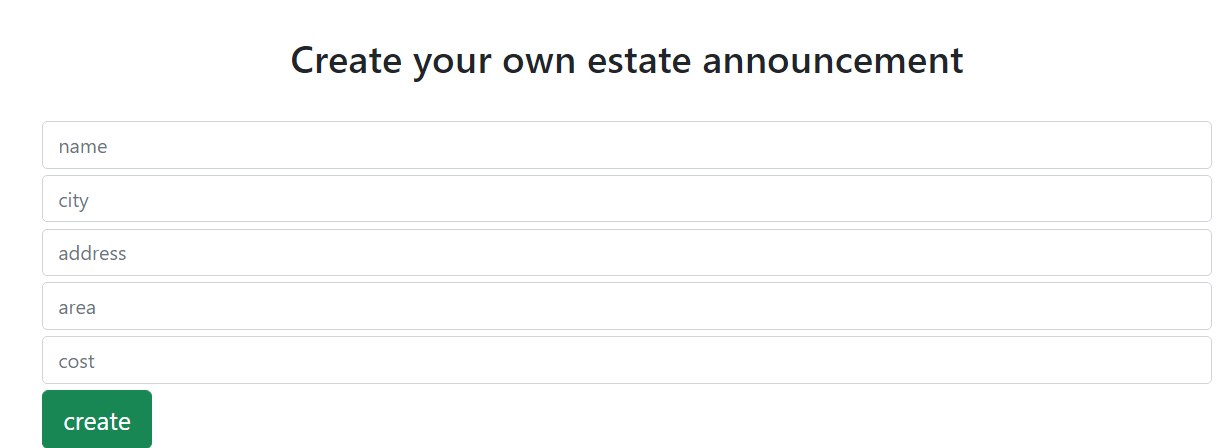 Create your own estate announcement
name
city
address
area
cost
create